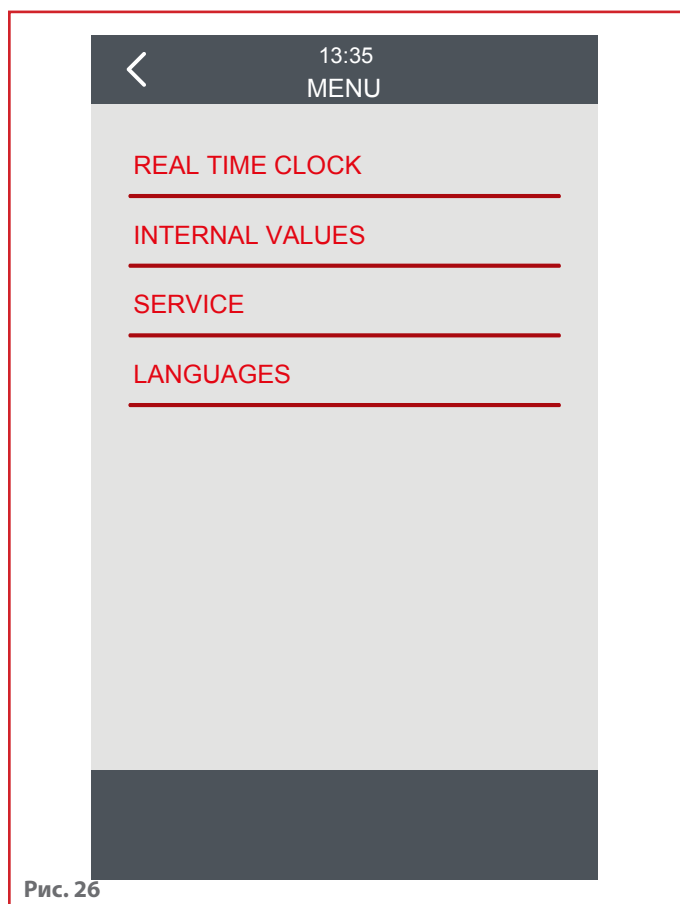 13:35
MENU
REAL TIME CLOCK
INTERNAL VALUES
SERVICE
LANGUAGES
Рис. 26